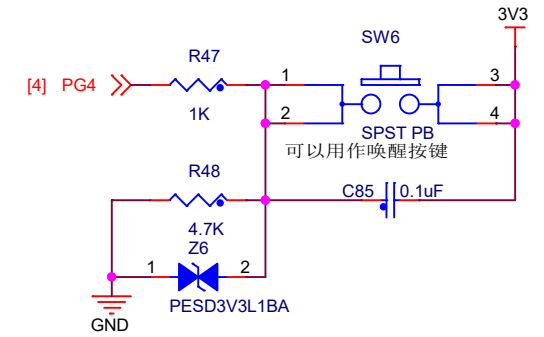 3V3
SW6
R47
[4] PG4
1
3
1K
2
4
SPST PB
可以用作唤醒按键
R48
C85
0.1uF
4.7K
Z6
1
2
PESD3V3L1BA
GND